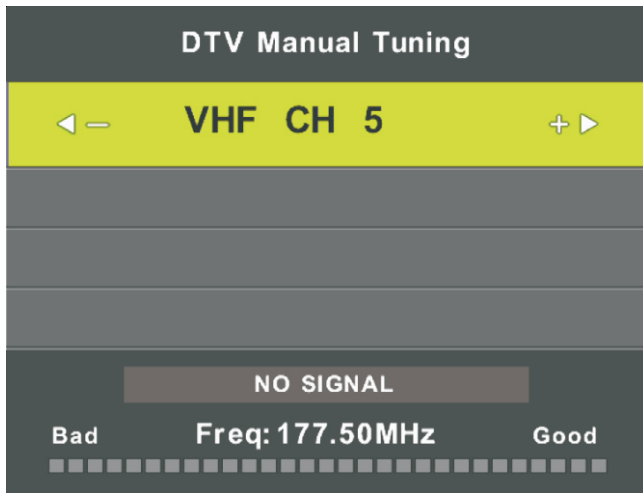 DTV Manual Tuning
VHF CH 5
NO SIGNAL
Freq: 177.50MHz
Bad Good